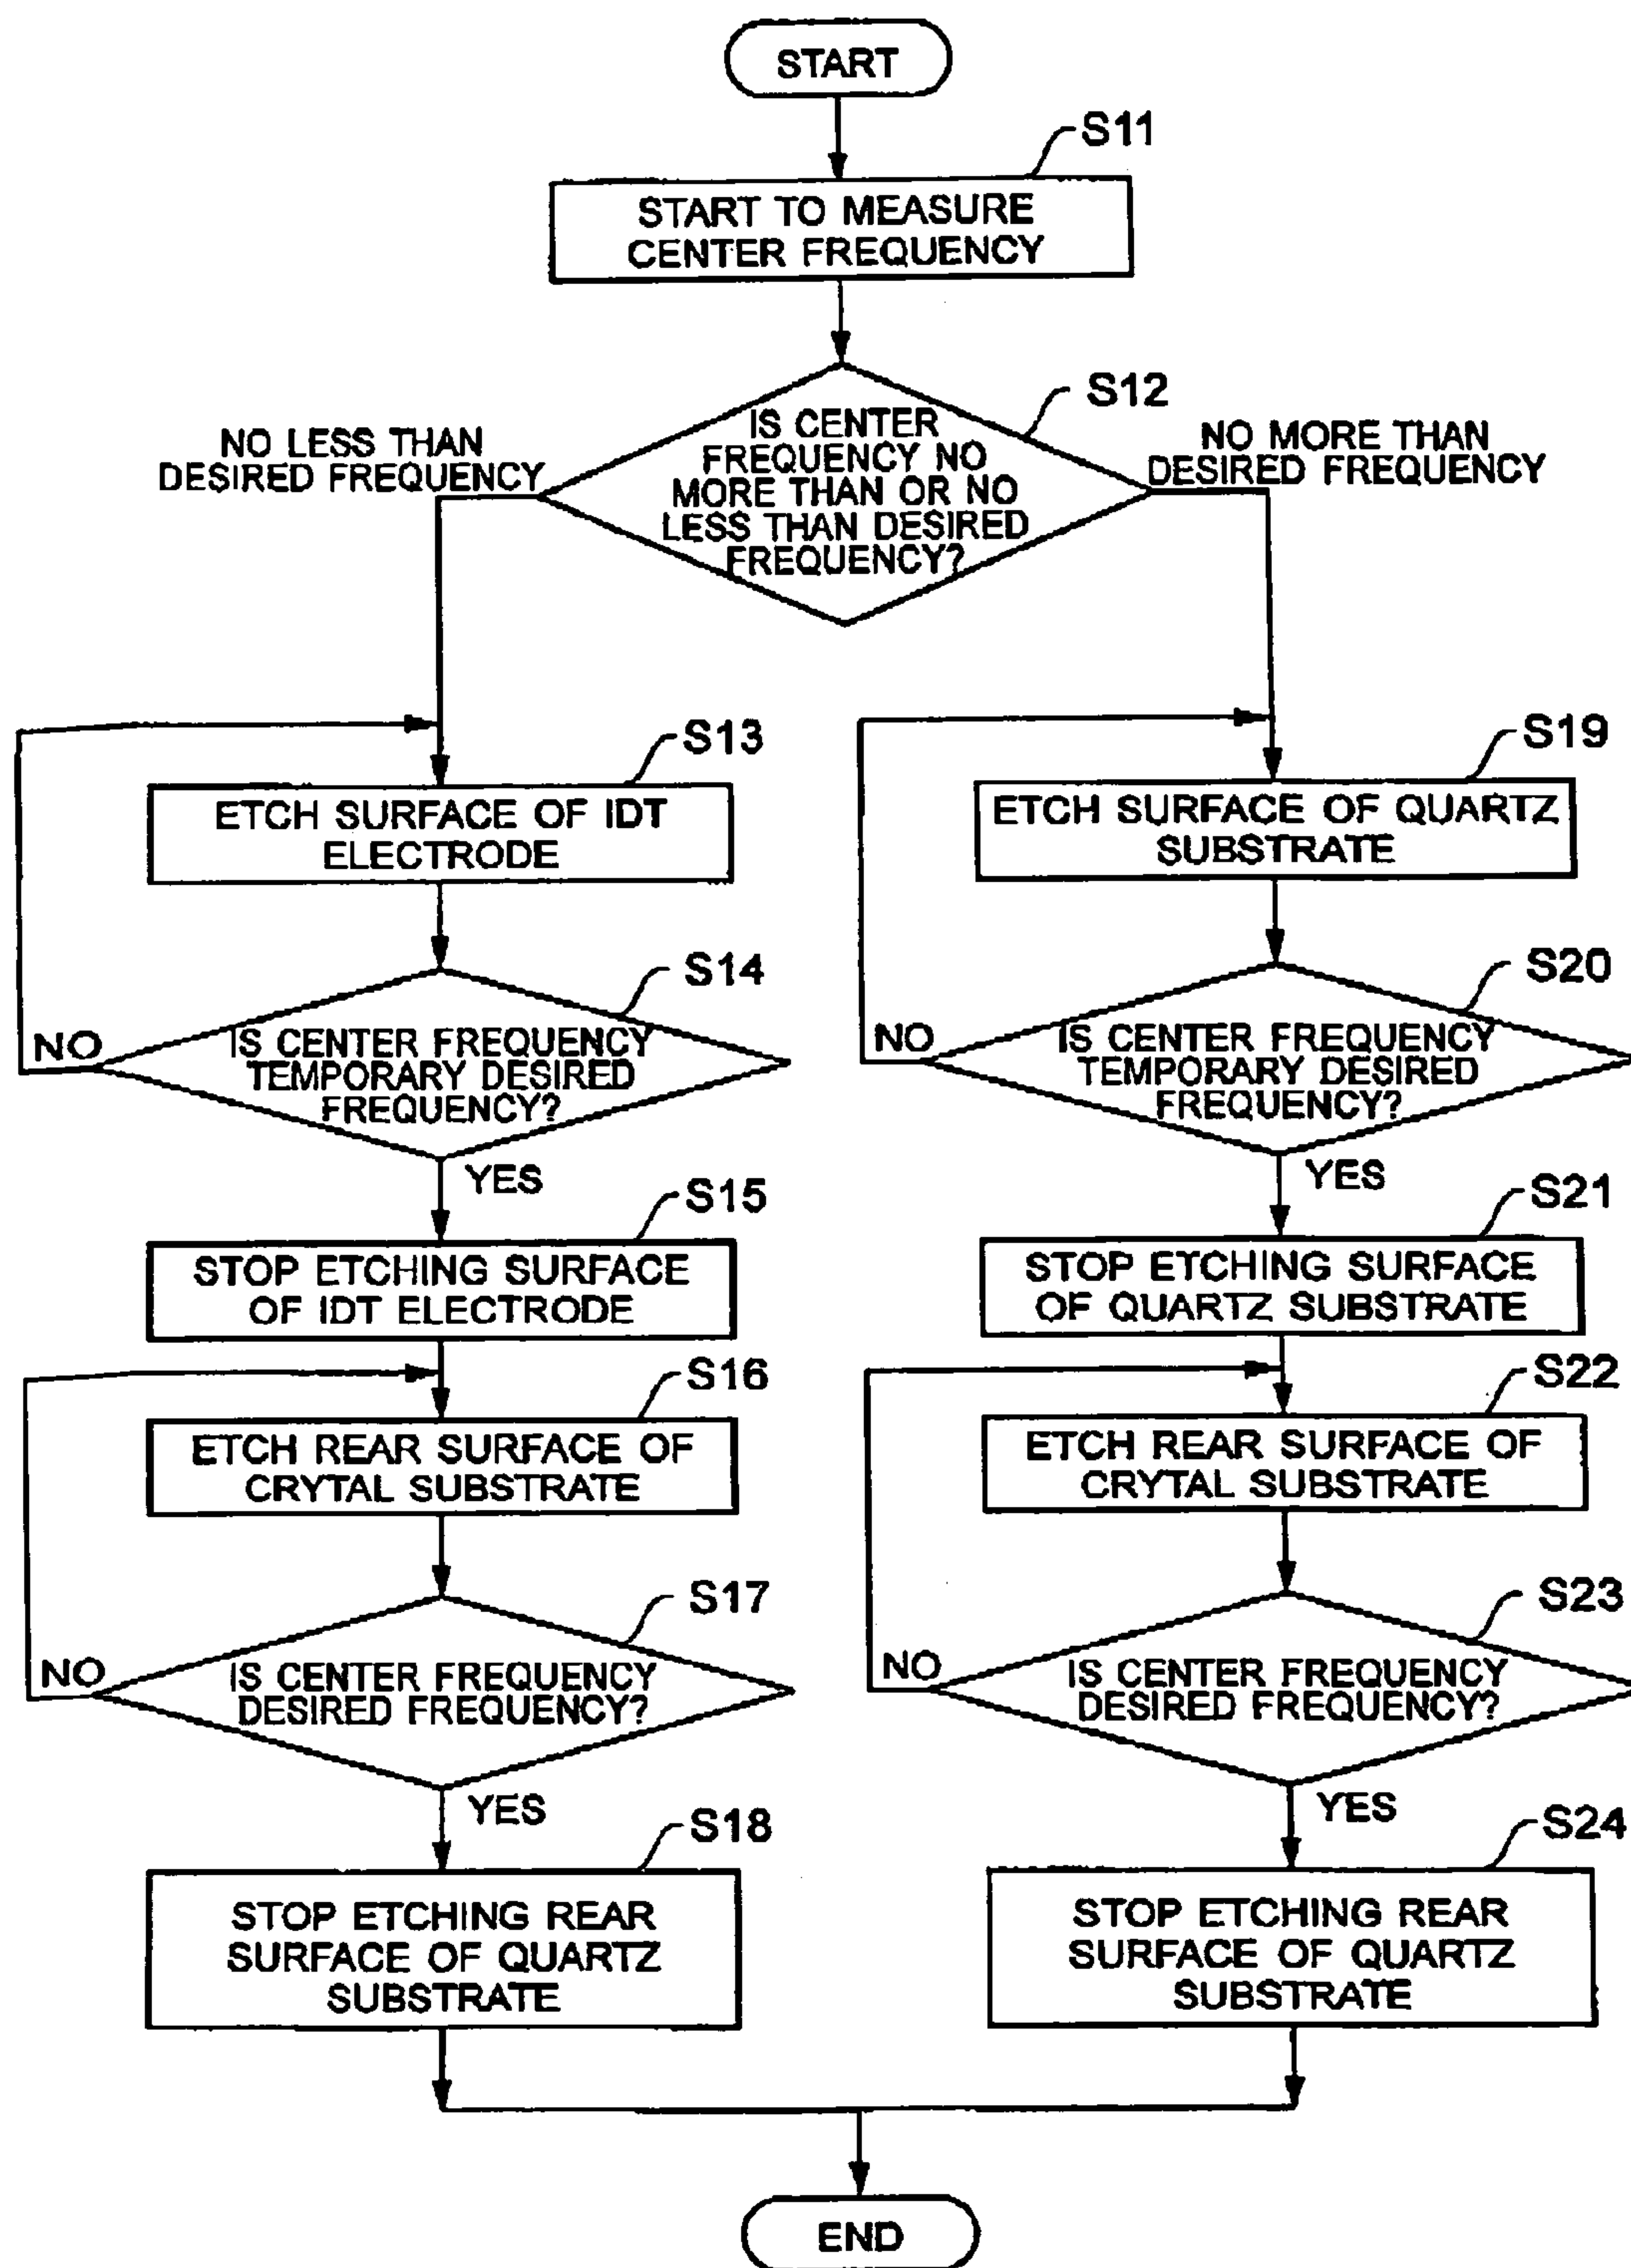 START
S11
START TO MEASURE
CENTER FREQUENCY
S12
IS CENTER
FREQUENCY NO
MORE THAN OR NO
LESS THAN DESIRED
FREQUENCY?
NO LESS THAN
DESIRED FREQUENCY
NO MORE THAN
DESIRED FREQUENCY
S13
ETCH SURFACE OF IDT
ELECTRODE
S14
IS CENTER FREQUENCY
TEMPORARY DESIRED
FREQUENCY?
NO
YES
S15
STOP ETCHING SURFACE
OF IDT ELECTRODE
S16
ETCH REAR SURFACE OF
CRYTAL SUBSTRATE
S17
IS CENTER FREQUENCY
DESIRED FREQUENCY?
NO
YES
S18
STOP ETCHING REAR
SURFACE OF QUARTZ
SUBSTRATE
S19
ETCH SURFACE OF QUARTZ
SUBSTRATE
S20
IS CENTER FREQUENCY
TEMPORARY DESIRED
FREQUENCY?
NO
YES
S21
STOP ETCHING SURFACE
OF QUARTZ SUBSTRATE
S22
ETCH REAR SURFACE OF
CRYTAL SUBSTRATE
S23
IS CENTER FREQUENCY
DESIRED FREQUENCY?
NO
YES
S24
STOP ETCHING REAR
SURFACE OF QUARTZ
SUBSTRATE
END